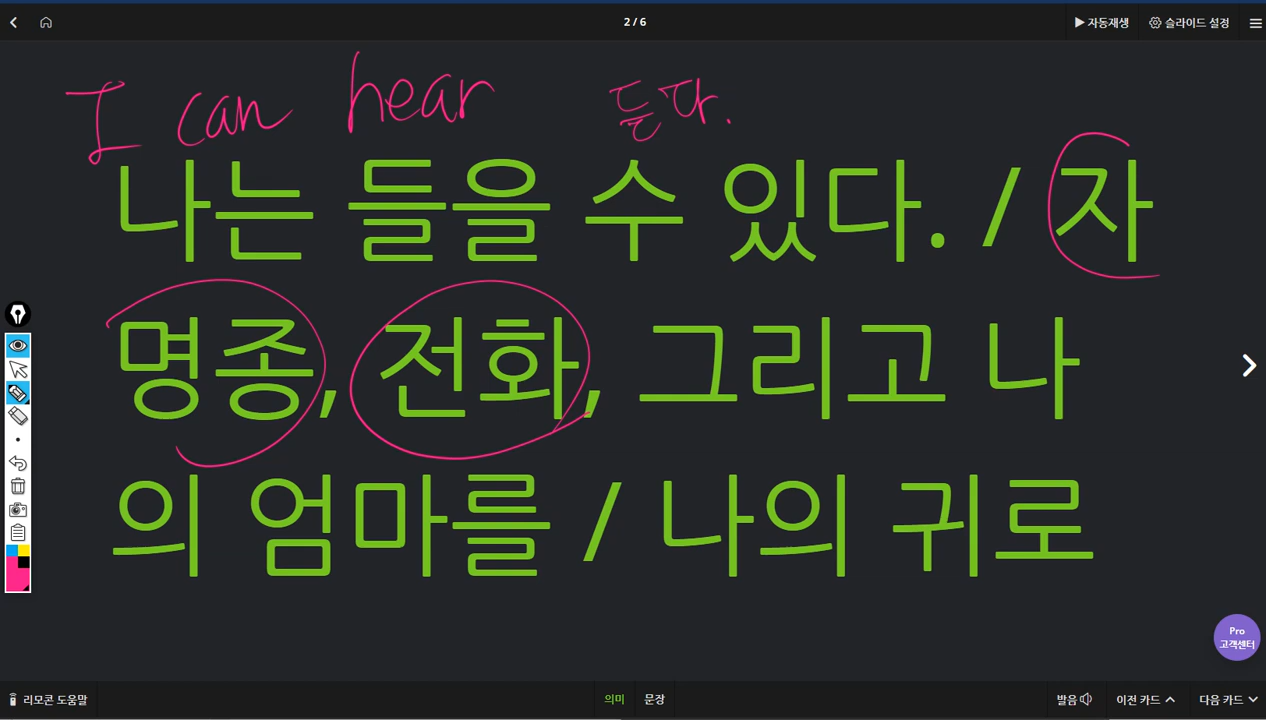 2 / 6
자동재생
슬라이드 설정
I can hear
듣자.
나는 들을 수 있다. / 자
명종, 전화, 그리고 나
의 엄마를 / 나의 귀로
Pro
고객센터
리모콘 도움말
의미
문장
발음
이전 카드
다음 카드